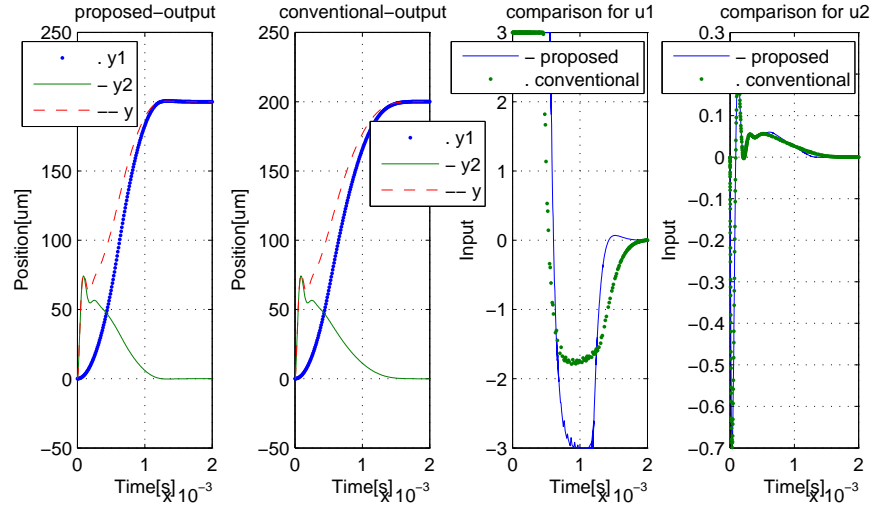 proposed-output
250
200
150
100
50
0
−50
0
1
2
Position[um]
Time[s]
x 10⁻³
. y1
- y2
-- y
conventional-output
250
200
150
100
50
0
−50
0
1
2
Position[um]
Time[s]
x 10⁻³
. y1
- y2
-- y
comparison for u1
3
2
1
0
−1
−2
−3
0
1
2
Input
Time[s]
x 10⁻³
- proposed
. conventional
comparison for u2
0.3
0.1
0
−0.1
−0.2
−0.3
−0.4
−0.5
−0.6
−0.7
0
1
2
Input
Time[s]
x 10⁻³
- proposed
. conventional